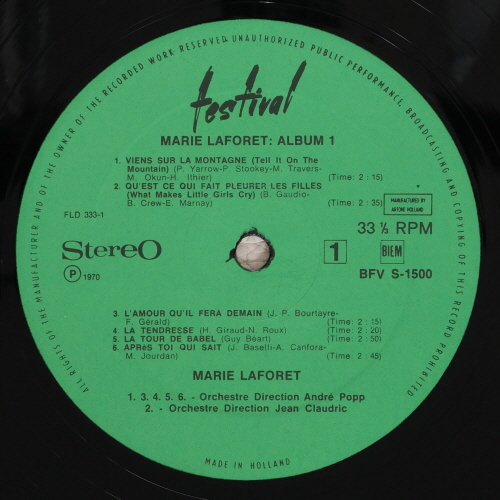 ALL RIGHTS OF THE MANUFACTURER AND OF THE OWNER OF THE RECORDED WORK RESERVED. UNAUTHORIZED PUBLIC PERFORMANCE, BROADCASTING AND COPYING OF THIS RECORD PROHIBITED
festival
MARIE LAFORET: ALBUM 1
1. VIENS SUR LA MONTAGNE (Tell It On The
Mountain) (P. Yarrow-P. Stookey-M. Travers-
M. Okun-H. Ithier) (Time: 2 : 15)
2. QU'EST CE QUI FAIT PLEURER LES FILLES
(What Makes Little Girls Cry) (B. Gaudio-
B. Crew-E. Marnay) (Time: 2 : 35)
MANUFACTURED BY
ARTONE HOLLAND
FLD 333-1
33 ⅓ RPM
Stereo
1
BIEM
P 1970
BFV S-1500
3. L'AMOUR QU'IL FERA DEMAIN (J. P. Bourtayre-
F. Gérald) (Time: 2 : 15)
4. LA TENDRESSE (H. Giraud-N. Roux) (Time: 2 : 20)
5. LA TOUR DE BABEL (Guy Béart) (Time: 2 : 50)
6. APRèS TOI QUI SAIT (J. Baselli-A. Canfora-
M. Jourdan) (Time: 2 : 45)
MARIE LAFORET
1. 3. 4. 5. 6. - Orchestre Direction André Popp
2. - Orchestre Direction Jean Claudric
MADE IN HOLLAND